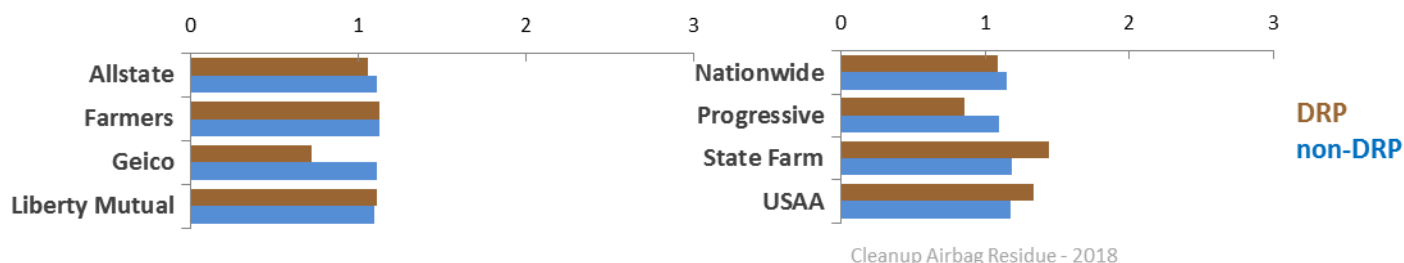 0 1 2 3
Allstate
Farmers
Geico
Liberty Mutual
0 1 2 3
Nationwide
Progressive
State Farm
USAA
DRP
non-DRP
Cleanup Airbag Residue - 2018